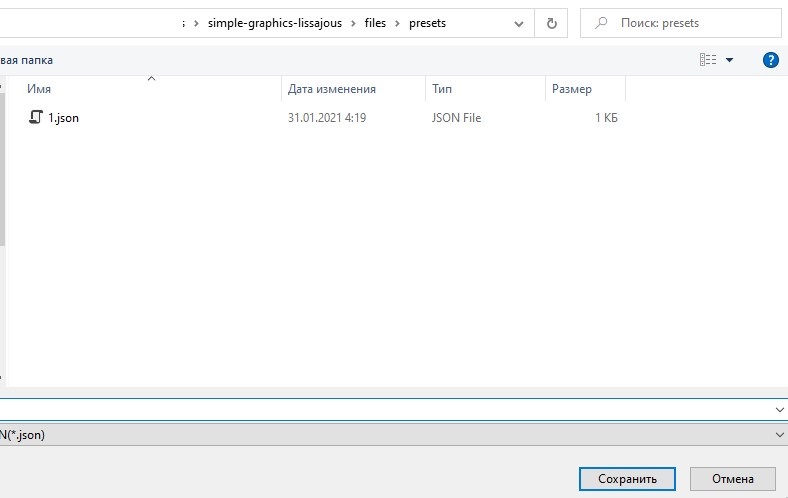 simple-graphics-lissajous > files > presets
Поиск: presets
вая папка
Имя Дата изменения Тип Размер
1.json 31.01.2021 4:19 JSON File 1 КБ
N(*.json)
Сохранить Отмена